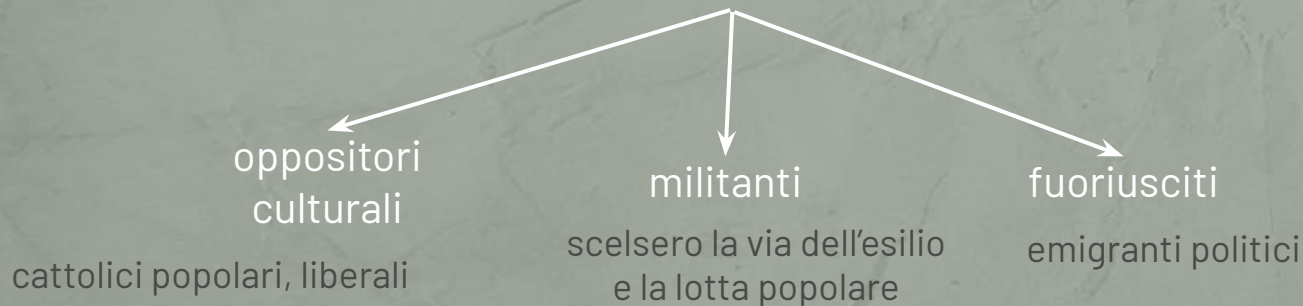 oppositori
culturali
cattolici popolari, liberali
militanti
scelsero la via dell'esilio
e la lotta popolare
fuoriusciti
emigranti politici